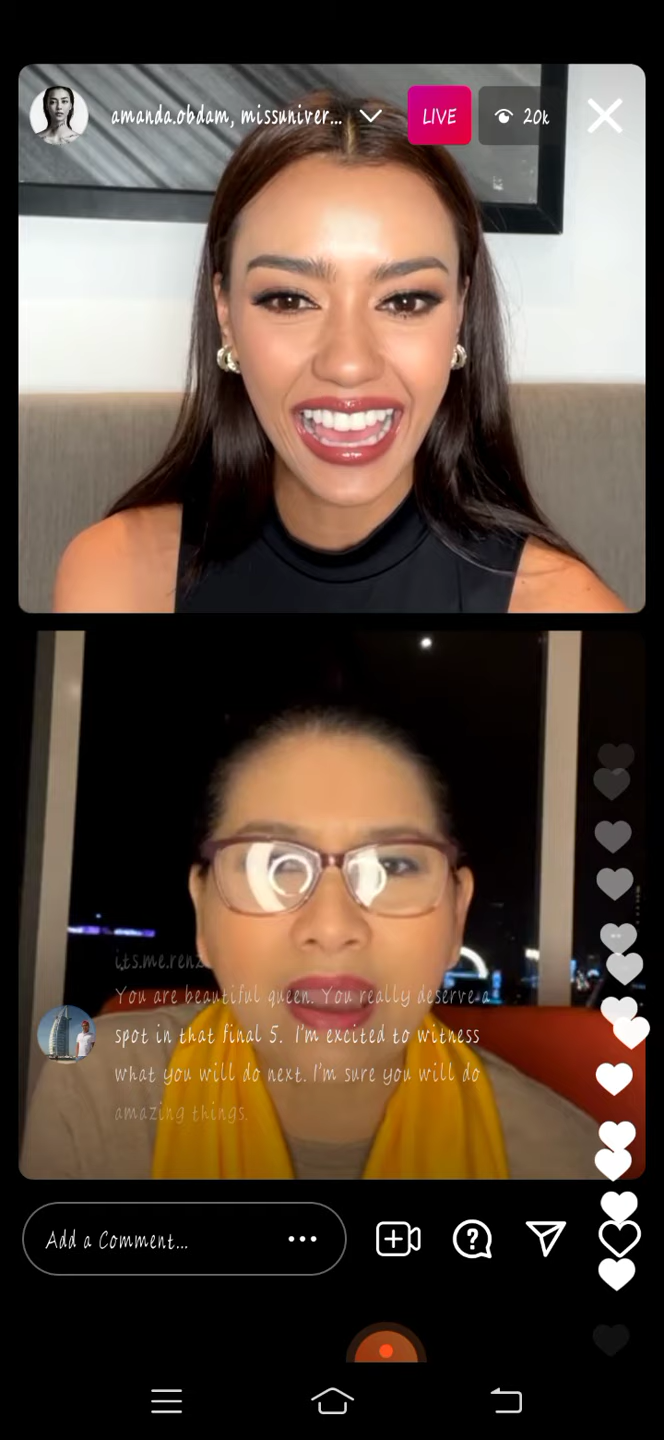 amanda.obdam, missuniver...
LIVE
20k
its.me.renz
You are beautiful queen. You really deserve a
spot in that final 5. I'm excited to witness
what you will do next. I'm sure you will do
amazing things.
Add a Comment...